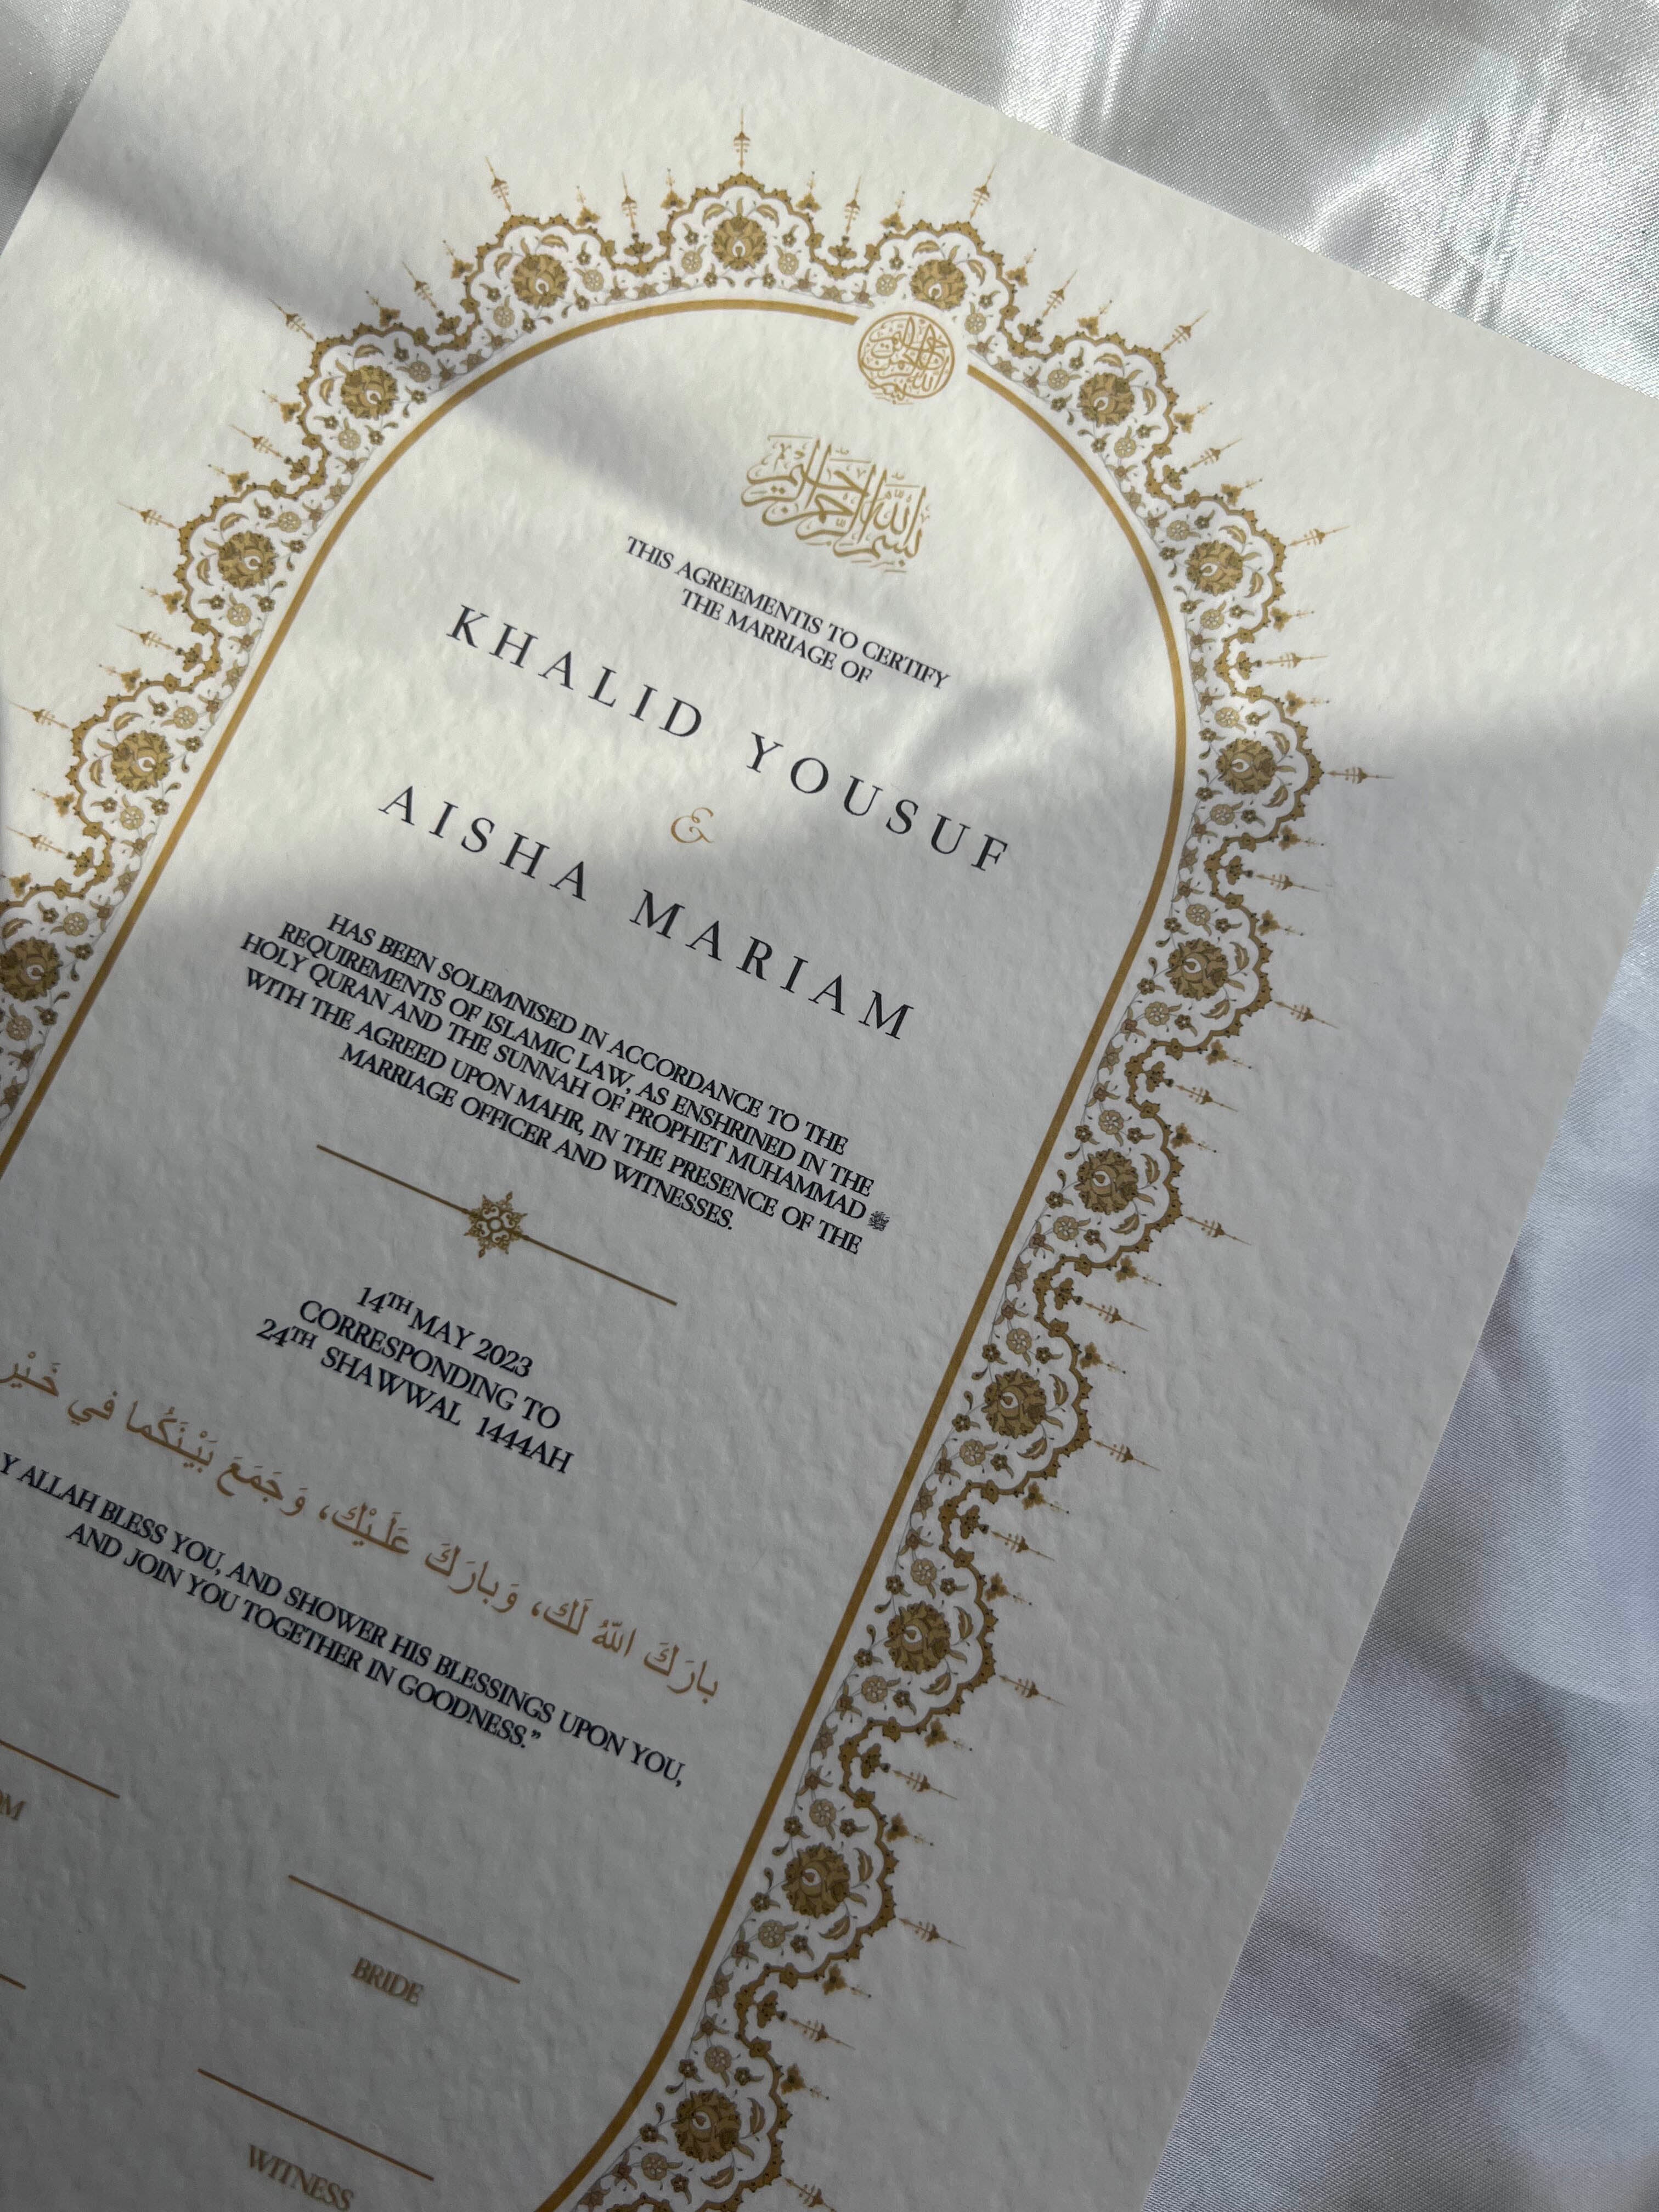 بسم الله الرحمن الرحيم
THIS AGREEMENTIS TO CERTIFY
THE MARRIAGE OF
KHALID YOUSUF
&
AISHA MARIAM
HAS BEEN SOLEMNISED IN ACCORDANCE TO THE
REQUIREMENTS OF ISLAMIC LAW, AS ENSHRINED IN THE
HOLY QURAN AND THE SUNNAH OF PROPHET MUHAMMAD ﷺ
WITH THE AGREED UPON MAHR, IN THE PRESENCE OF THE
MARRIAGE OFFICER AND WITNESSES.
14TH MAY 2023
CORRESPONDING TO
24TH SHAWWAL 1444AH
بارَكَ اللهُ لَك، وَبارَكَ عَلَيْك، وَجَمَعَ بَيْنَكُما في خَيْر
ALLAH BLESS YOU, AND SHOWER HIS BLESSINGS UPON YOU,
AND JOIN YOU TOGETHER IN GOODNESS.”
BRIDE
WITNESS